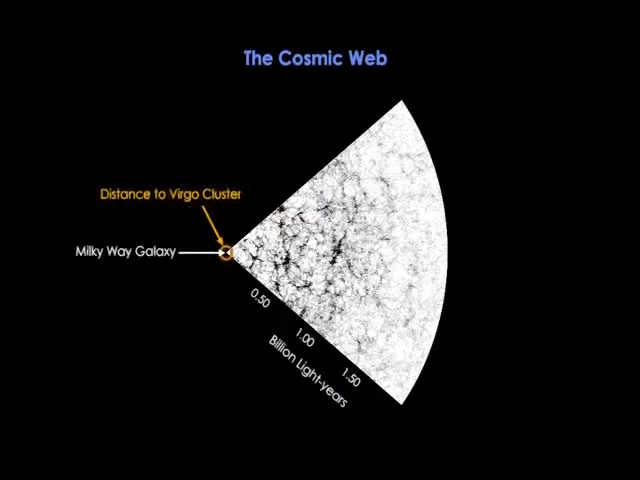 The Cosmic Web
Distance to Virgo Cluster
Milky Way Galaxy
0.50
1.00
1.50
Billion Light-years